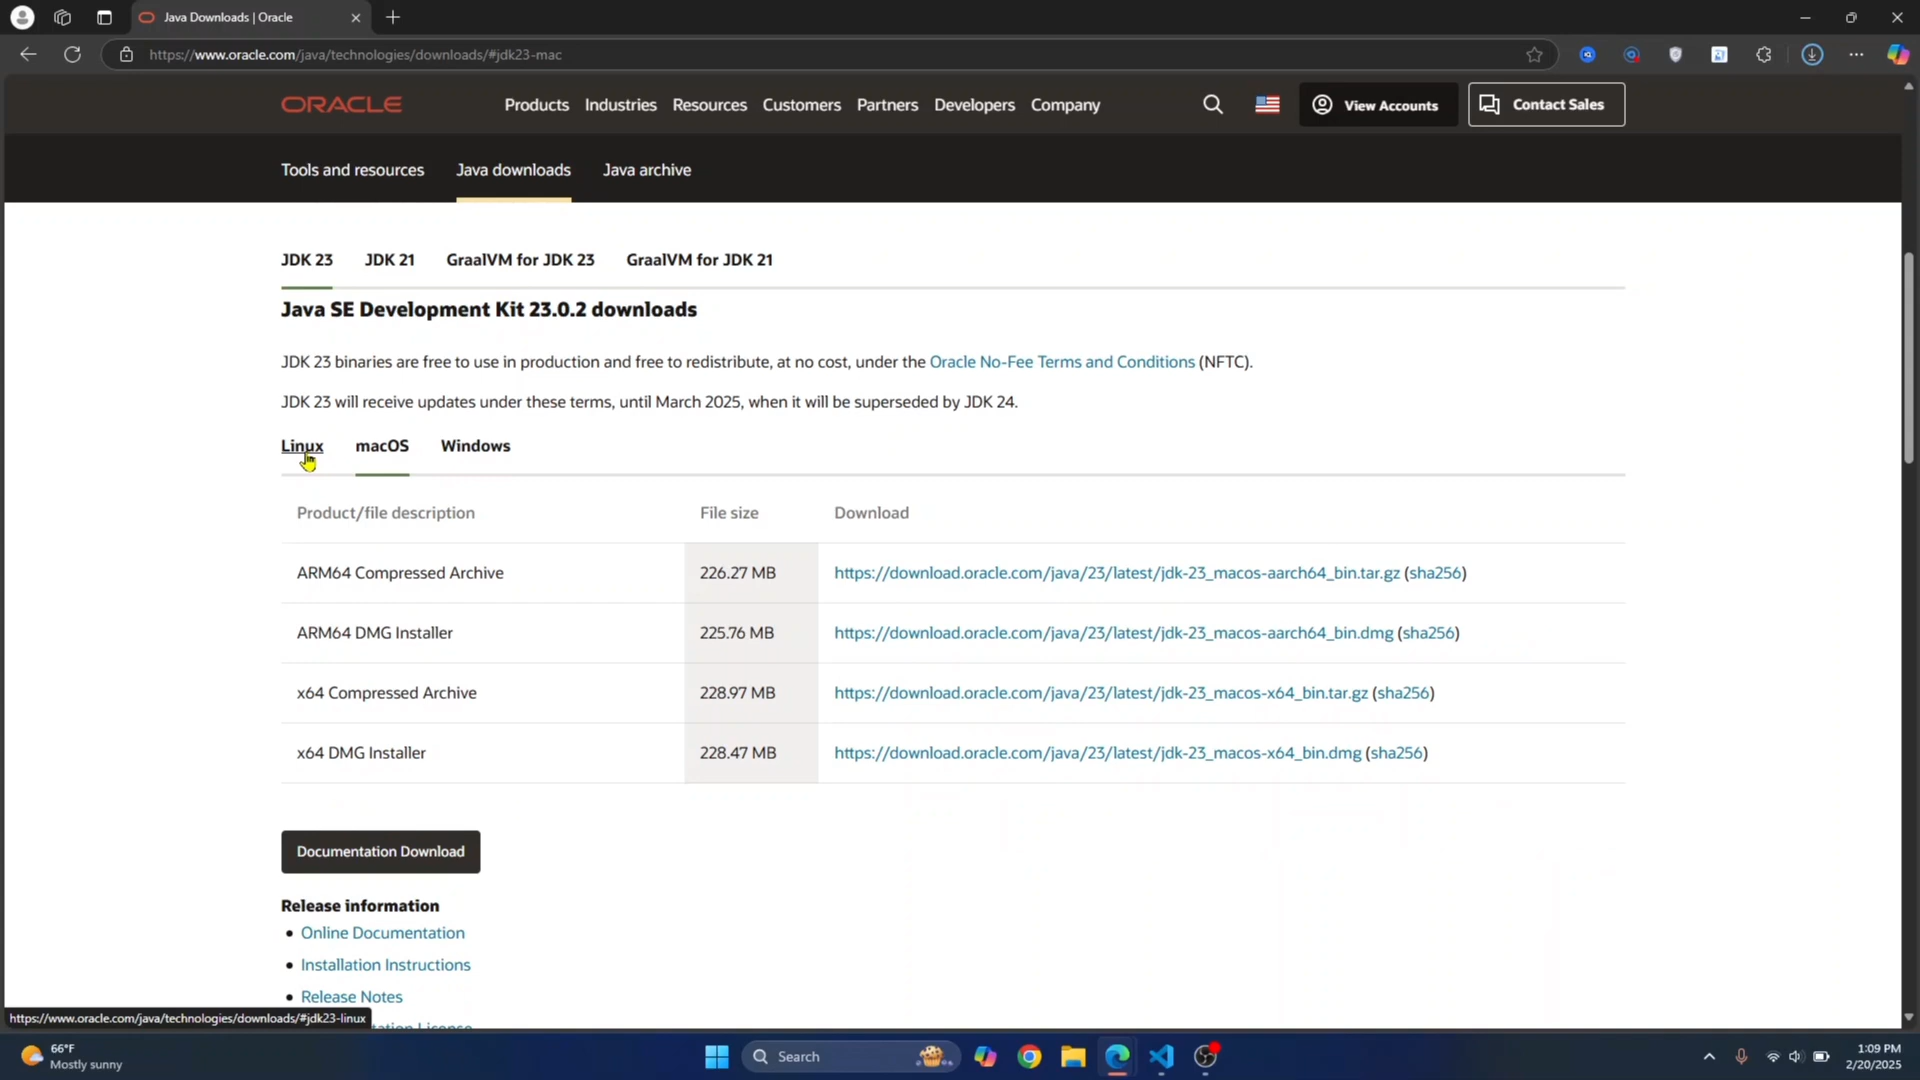 Java Downloads | Oracle
https://www.oracle.com/java/technologies/downloads/#jdk23-mac
ORACLE
Products Industries Resources Customers Partners Developers Company
View Accounts
Contact Sales
Tools and resources
Java downloads
Java archive
JDK 23 JDK 21 GraalVM for JDK 23 GraalVM for JDK 21
Java SE Development Kit 23.0.2 downloads
JDK 23 binaries are free to use in production and free to redistribute, at no cost, under the Oracle No-Fee Terms and Conditions (NFTC).
JDK 23 will receive updates under these terms, until March 2025, when it will be superseded by JDK 24.
Linux macOS Windows
Product/file description File size Download
ARM64 Compressed Archive 226.27 MB https://download.oracle.com/java/23/latest/jdk-23_macos-aarch64_bin.tar.gz (sha256)
ARM64 DMG Installer 225.76 MB https://download.oracle.com/java/23/latest/jdk-23_macos-aarch64_bin.dmg (sha256)
x64 Compressed Archive 228.97 MB https://download.oracle.com/java/23/latest/jdk-23_macos-x64_bin.tar.gz (sha256)
x64 DMG Installer 228.47 MB https://download.oracle.com/java/23/latest/jdk-23_macos-x64_bin.dmg (sha256)
Documentation Download
Release information
Online Documentation
Installation Instructions
Release Notes
https://www.oracle.com/java/technologies/downloads/#jdk23-linux
66°F
Mostly sunny
Search
1:09 PM
2/20/2025